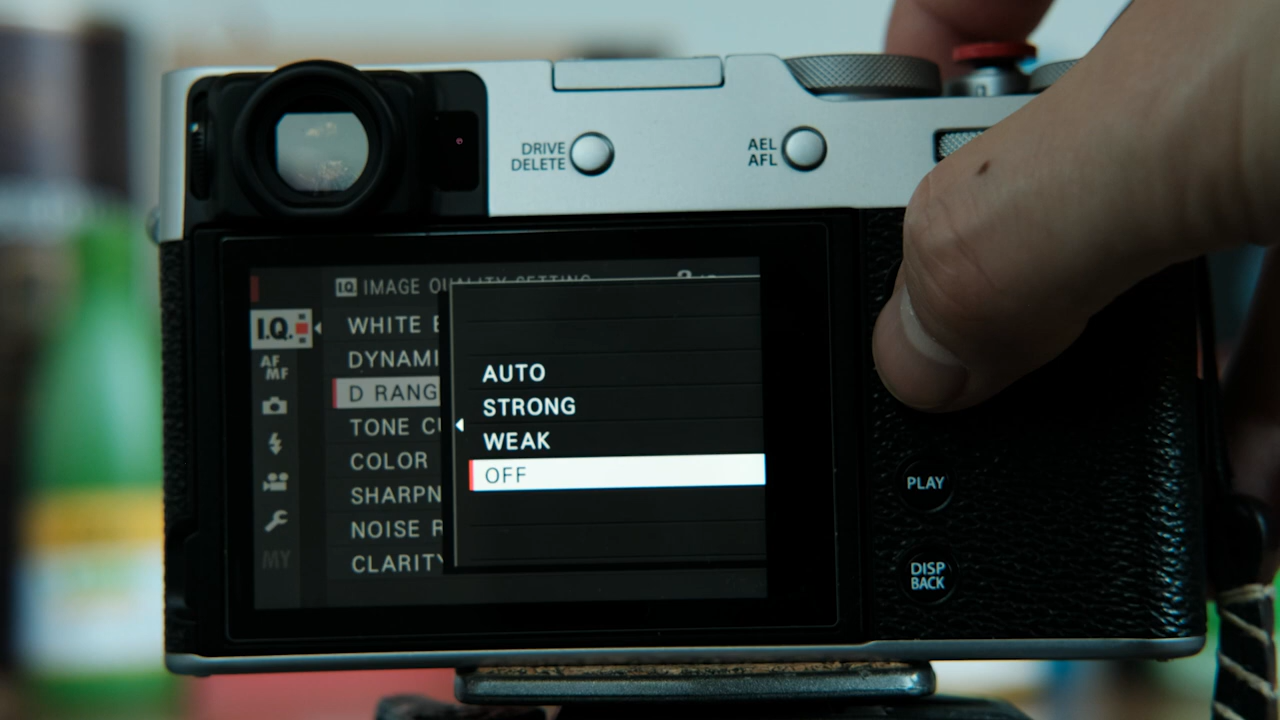 DRIVE
DELETE
AEL
AFL
IMAGE QUALITY SETTING
I.Q.
WHITE B
AF
MF
DYNAMI
D RANG
TONE CU
COLOR
SHARPN
NOISE R
CLARITY
MY
AUTO
STRONG
WEAK
OFF
PLAY
DISP
BACK